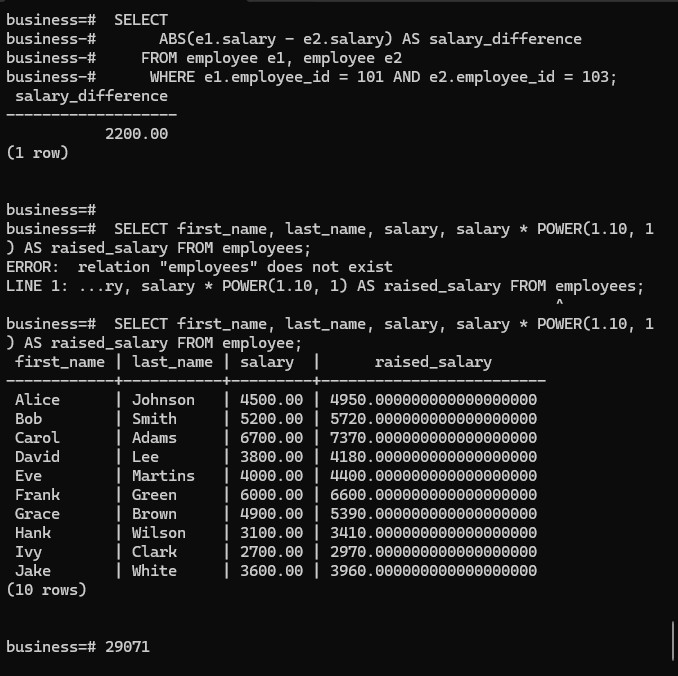 business=#  SELECT
business-#       ABS(e1.salary - e2.salary) AS salary_difference
business-#     FROM employee e1, employee e2
business-#      WHERE e1.employee_id = 101 AND e2.employee_id = 103;
 salary_difference
-------------------
           2200.00
(1 row)
business=#
business=#  SELECT first_name, last_name, salary, salary * POWER(1.10, 1
) AS raised_salary FROM employees;
ERROR:  relation "employees" does not exist
LINE 1: ...ry, salary * POWER(1.10, 1) AS raised_salary FROM employees;
                                                             ^
business=#  SELECT first_name, last_name, salary, salary * POWER(1.10, 1
) AS raised_salary FROM employee;
 first_name | last_name | salary  |      raised_salary
------------+-----------+---------+-------------------------
 Alice      | Johnson   | 4500.00 | 4950.000000000000000000
 Bob        | Smith     | 5200.00 | 5720.000000000000000000
 Carol      | Adams     | 6700.00 | 7370.000000000000000000
 David      | Lee       | 3800.00 | 4180.000000000000000000
 Eve        | Martins   | 4000.00 | 4400.000000000000000000
 Frank      | Green     | 6000.00 | 6600.000000000000000000
 Grace      | Brown     | 4900.00 | 5390.000000000000000000
 Hank       | Wilson    | 3100.00 | 3410.000000000000000000
 Ivy        | Clark     | 2700.00 | 2970.000000000000000000
 Jake       | White     | 3600.00 | 3960.000000000000000000
(10 rows)
business=# 29071